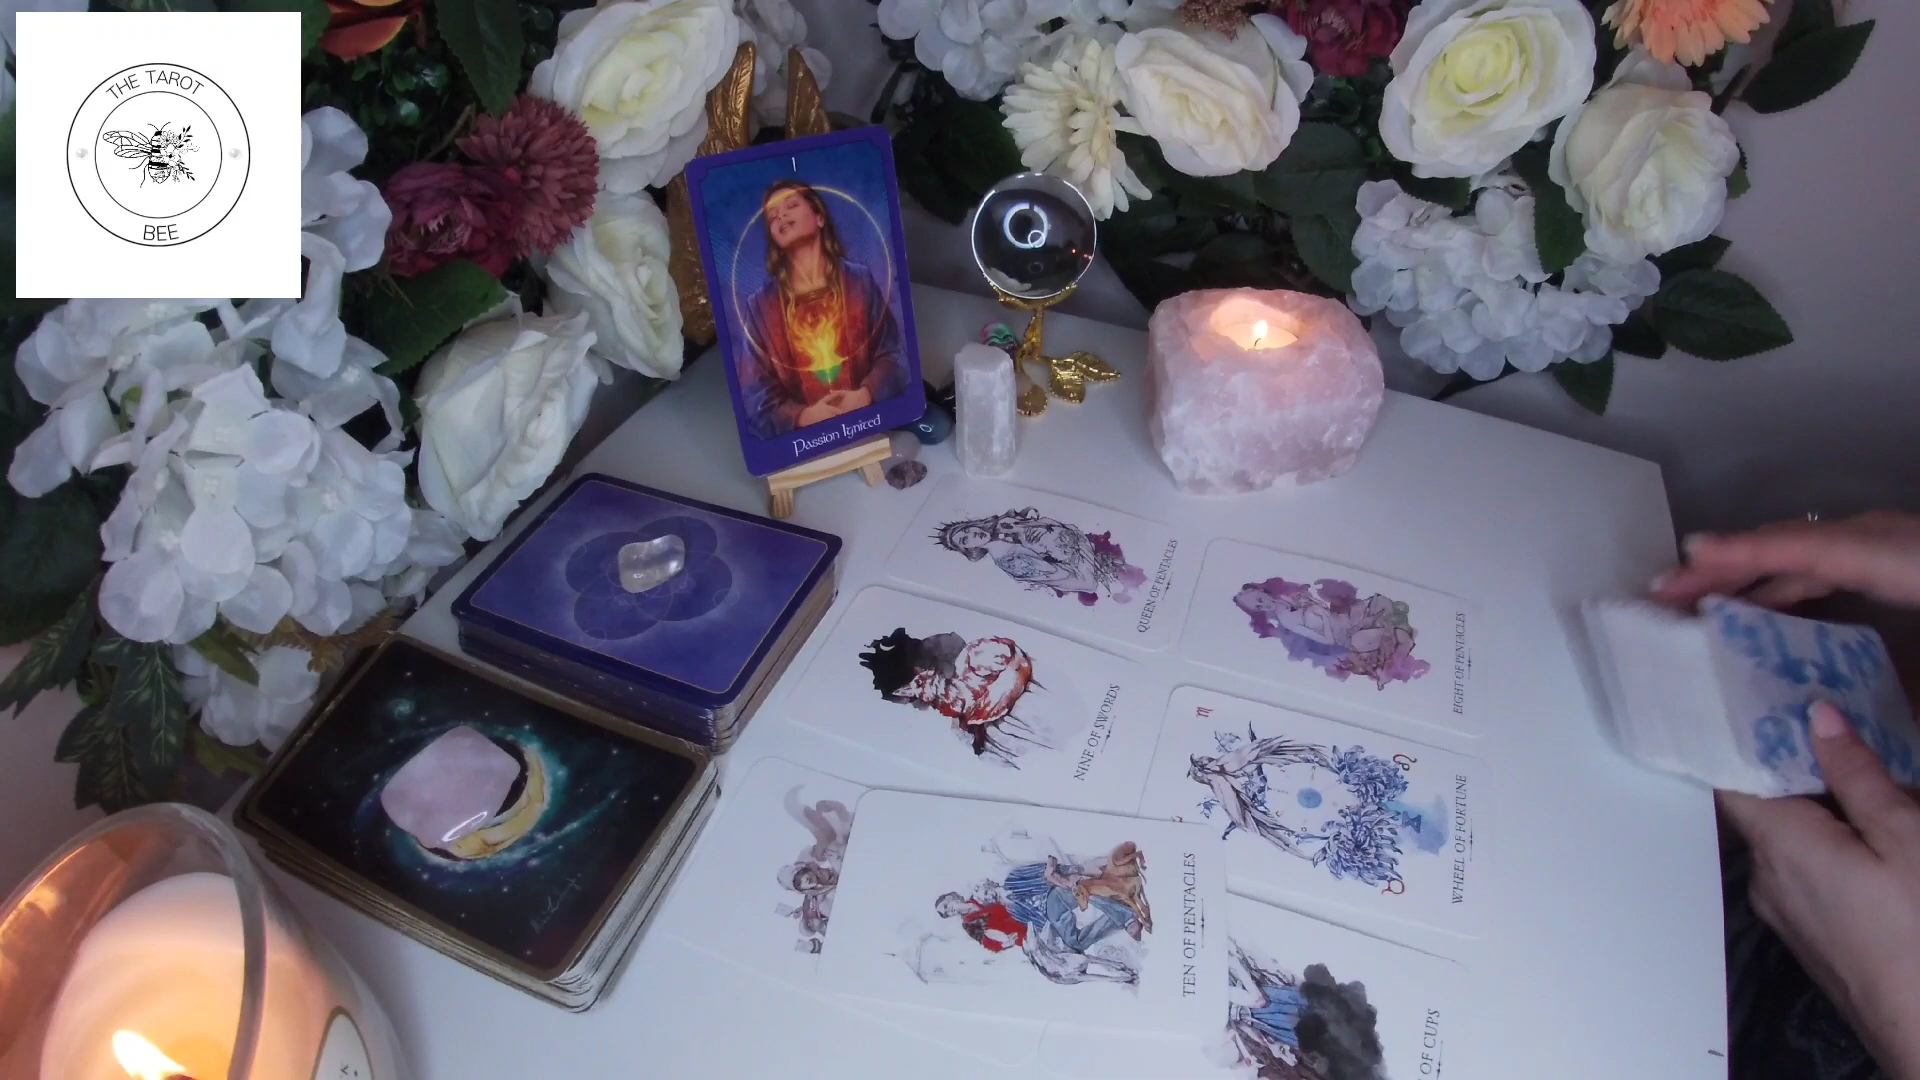 THE TAROT
BEE
I
Passion Ignited
QUEEN OF PENTACLES
EIGHT OF PENTACLES
NINE OF SWORDS
WHEEL OF FORTUNE
TEN OF PENTACLES
OF CUPS